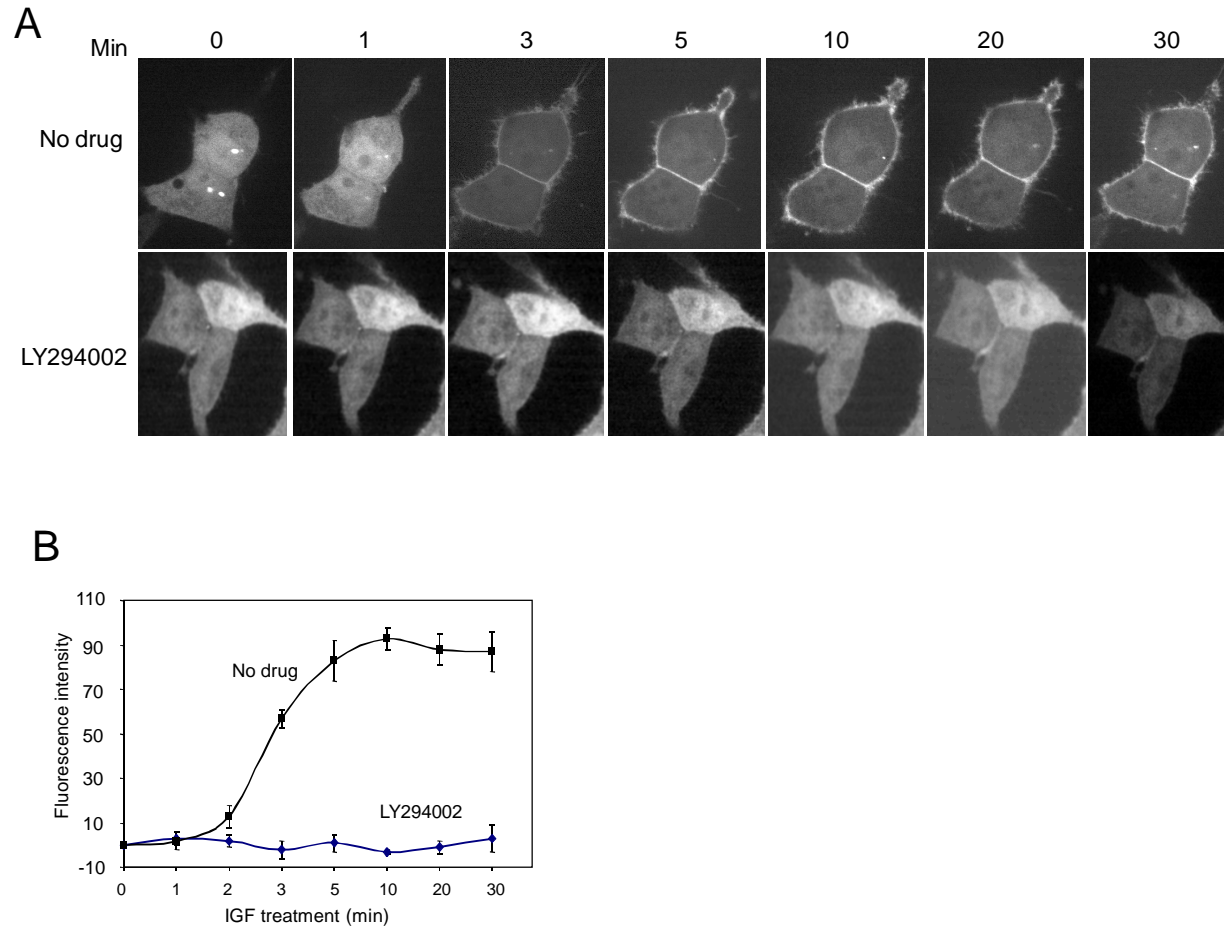 A
Min 0 1 3 5 10 20 30
No drug
LY294002
B
110
90
70
50
30
10
-10
Fluorescence intensity
No drug
LY294002
0 1 2 3 5 10 20 30
IGF treatment (min)